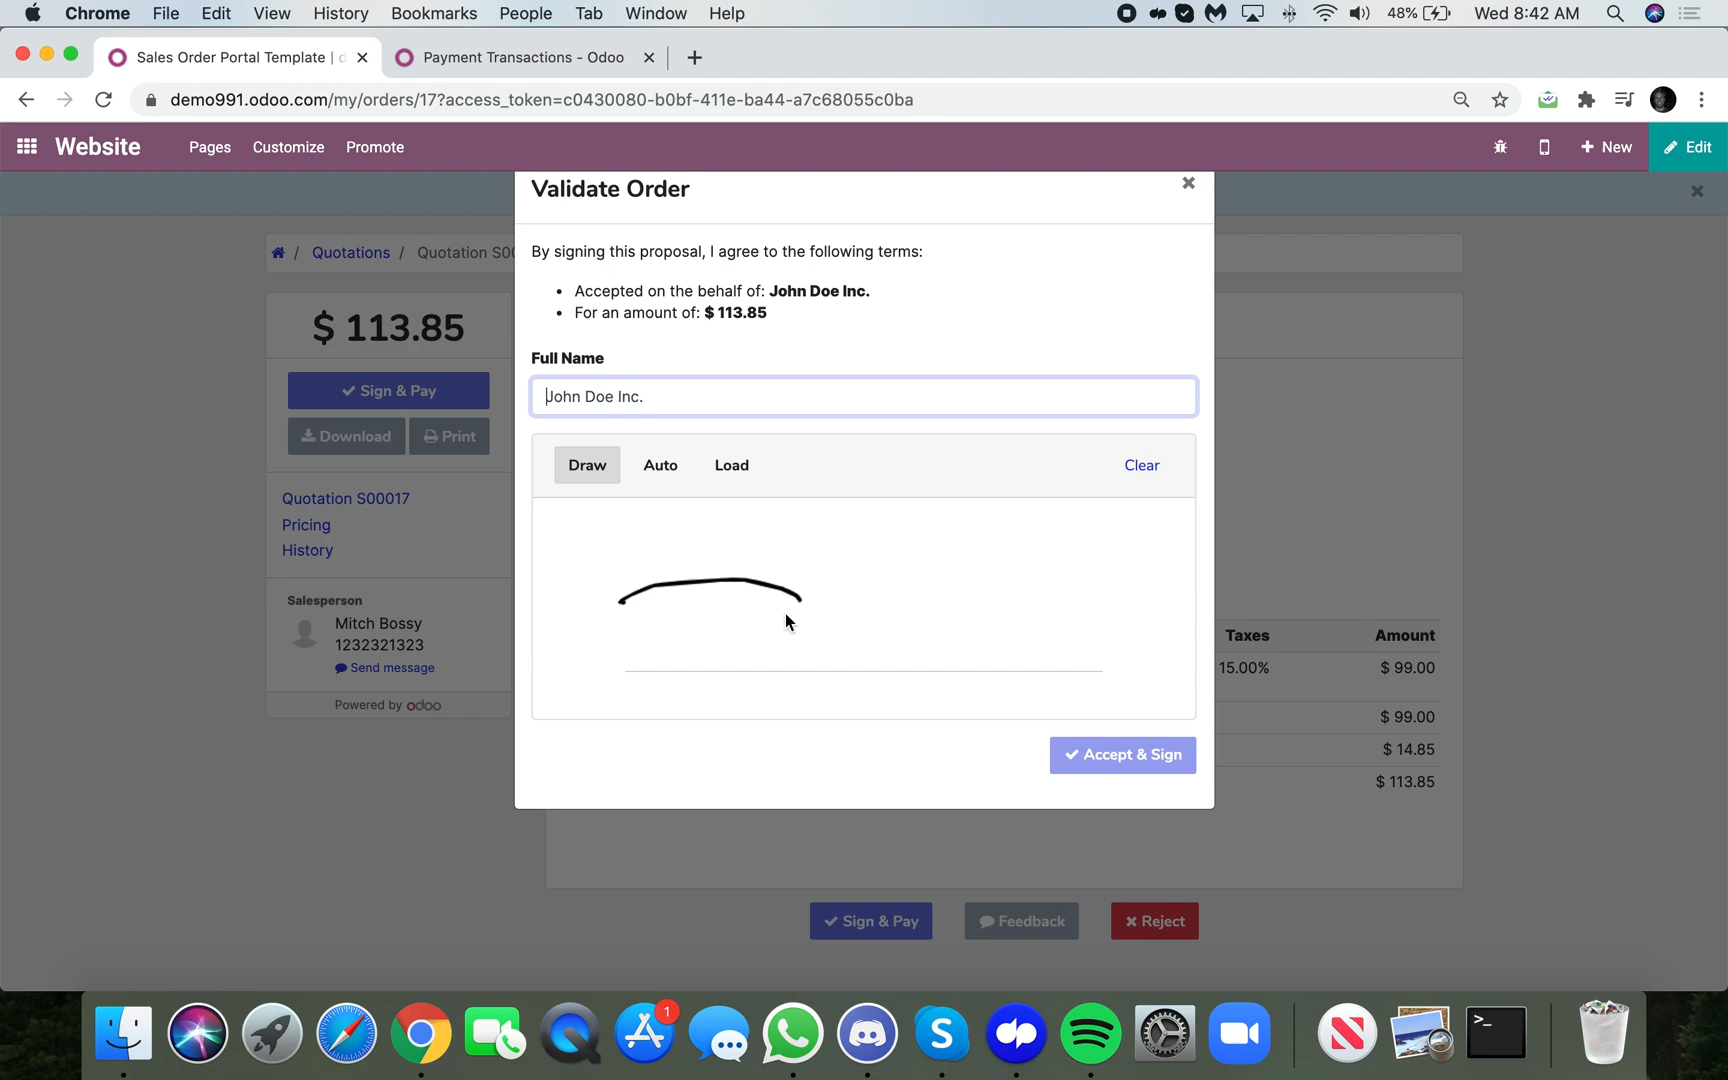 Chrome File Edit View History Bookmarks People Tab Window Help 48% Wed 8:42 AM
Sales Order Portal Template | Payment Transactions - Odoo
demo991.odoo.com/my/orders/17?access_token=c0430080-b0bf-411e-ba44-a7c68055c0ba
Website Pages Customize Promote + New Edit
Validate Order
Quotations / Quotation S00
By signing this proposal, I agree to the following terms:
• Accepted on the behalf of: John Doe Inc.
• For an amount of: $ 113.85
$ 113.85
Full Name
John Doe Inc.
Sign & Pay
Download Print
Draw Auto Load Clear
Quotation S00017
Pricing
History
Salesperson
Mitch Bossy
1232321323
Send message
Powered by odoo
Taxes Amount
15.00% $ 99.00
$ 99.00
$ 14.85
$ 113.85
Accept & Sign
Sign & Pay Feedback Reject
1
S
N
>_